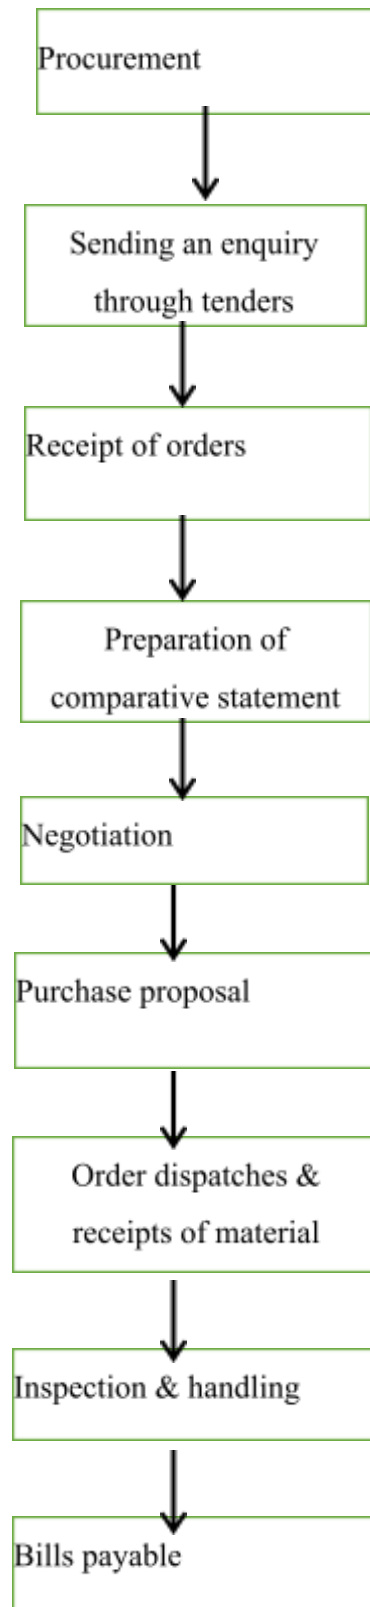 Procurement
Sending an enquiry
through tenders
Receipt of orders
Preparation of
comparative statement
Negotiation
Purchase proposal
Order dispatches &
receipts of material
Inspection & handling
Bills payable